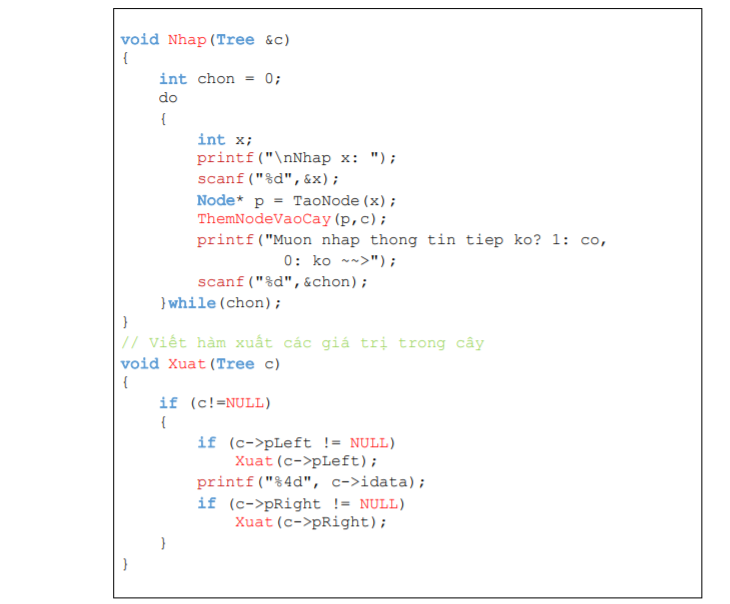 void Nhap(Tree &c)
{
    int chon = 0;
    do
    {
        int x;
        printf("\nNhap x: ");
        scanf("%d",&x);
        Node* p = TaoNode(x);
        ThemNodeVaoCay(p,c);
        printf("Muon nhap thong tin tiep ko? 1: co,
                 0: ko ~~>");
        scanf("%d",&chon);
    }while(chon);
}
// Viết hàm xuất các giá trị trong cây
void Xuat(Tree c)
{
    if (c!=NULL)
    {
        if (c->pLeft != NULL)
            Xuat(c->pLeft);
        printf("%4d", c->idata);
        if (c->pRight != NULL)
            Xuat(c->pRight);
    }
}